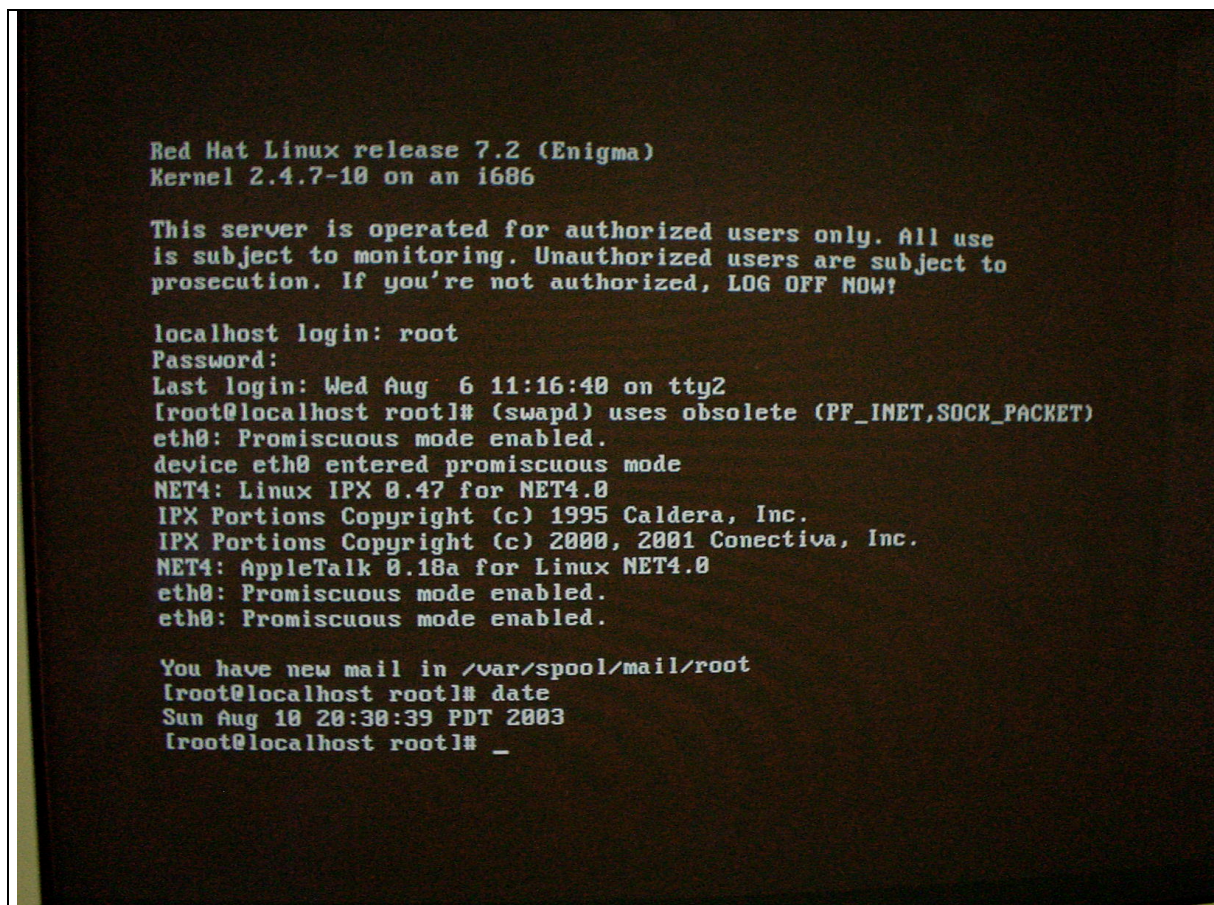 Red Hat Linux release 7.2 (Enigma)
Kernel 2.4.7-10 on an i686
This server is operated for authorized users only. All use
is subject to monitoring. Unauthorized users are subject to
prosecution. If you're not authorized, LOG OFF NOW!
localhost login: root
Password:
Last login: Wed Aug  6 11:16:40 on tty2
[root@localhost root]# (swapd) uses obsolete (PF_INET,SOCK_PACKET)
eth0: Promiscuous mode enabled.
device eth0 entered promiscuous mode
NET4: Linux IPX 0.47 for NET4.0
IPX Portions Copyright (c) 1995 Caldera, Inc.
IPX Portions Copyright (c) 2000, 2001 Conectiva, Inc.
NET4: AppleTalk 0.18a for Linux NET4.0
eth0: Promiscuous mode enabled.
eth0: Promiscuous mode enabled.
You have new mail in /var/spool/mail/root
[root@localhost root]# date
Sun Aug 10 20:30:39 PDT 2003
[root@localhost root]# _